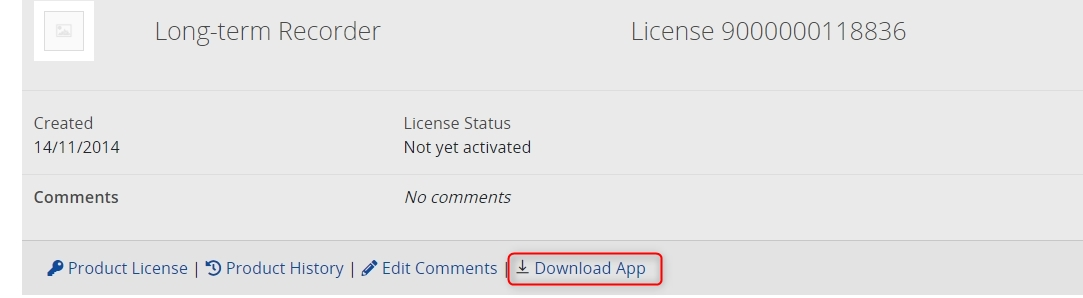 Long-term Recorder License 9000000118836
Created License Status
14/11/2014 Not yet activated
Comments No comments
Product License | Product History | Edit Comments | Download App